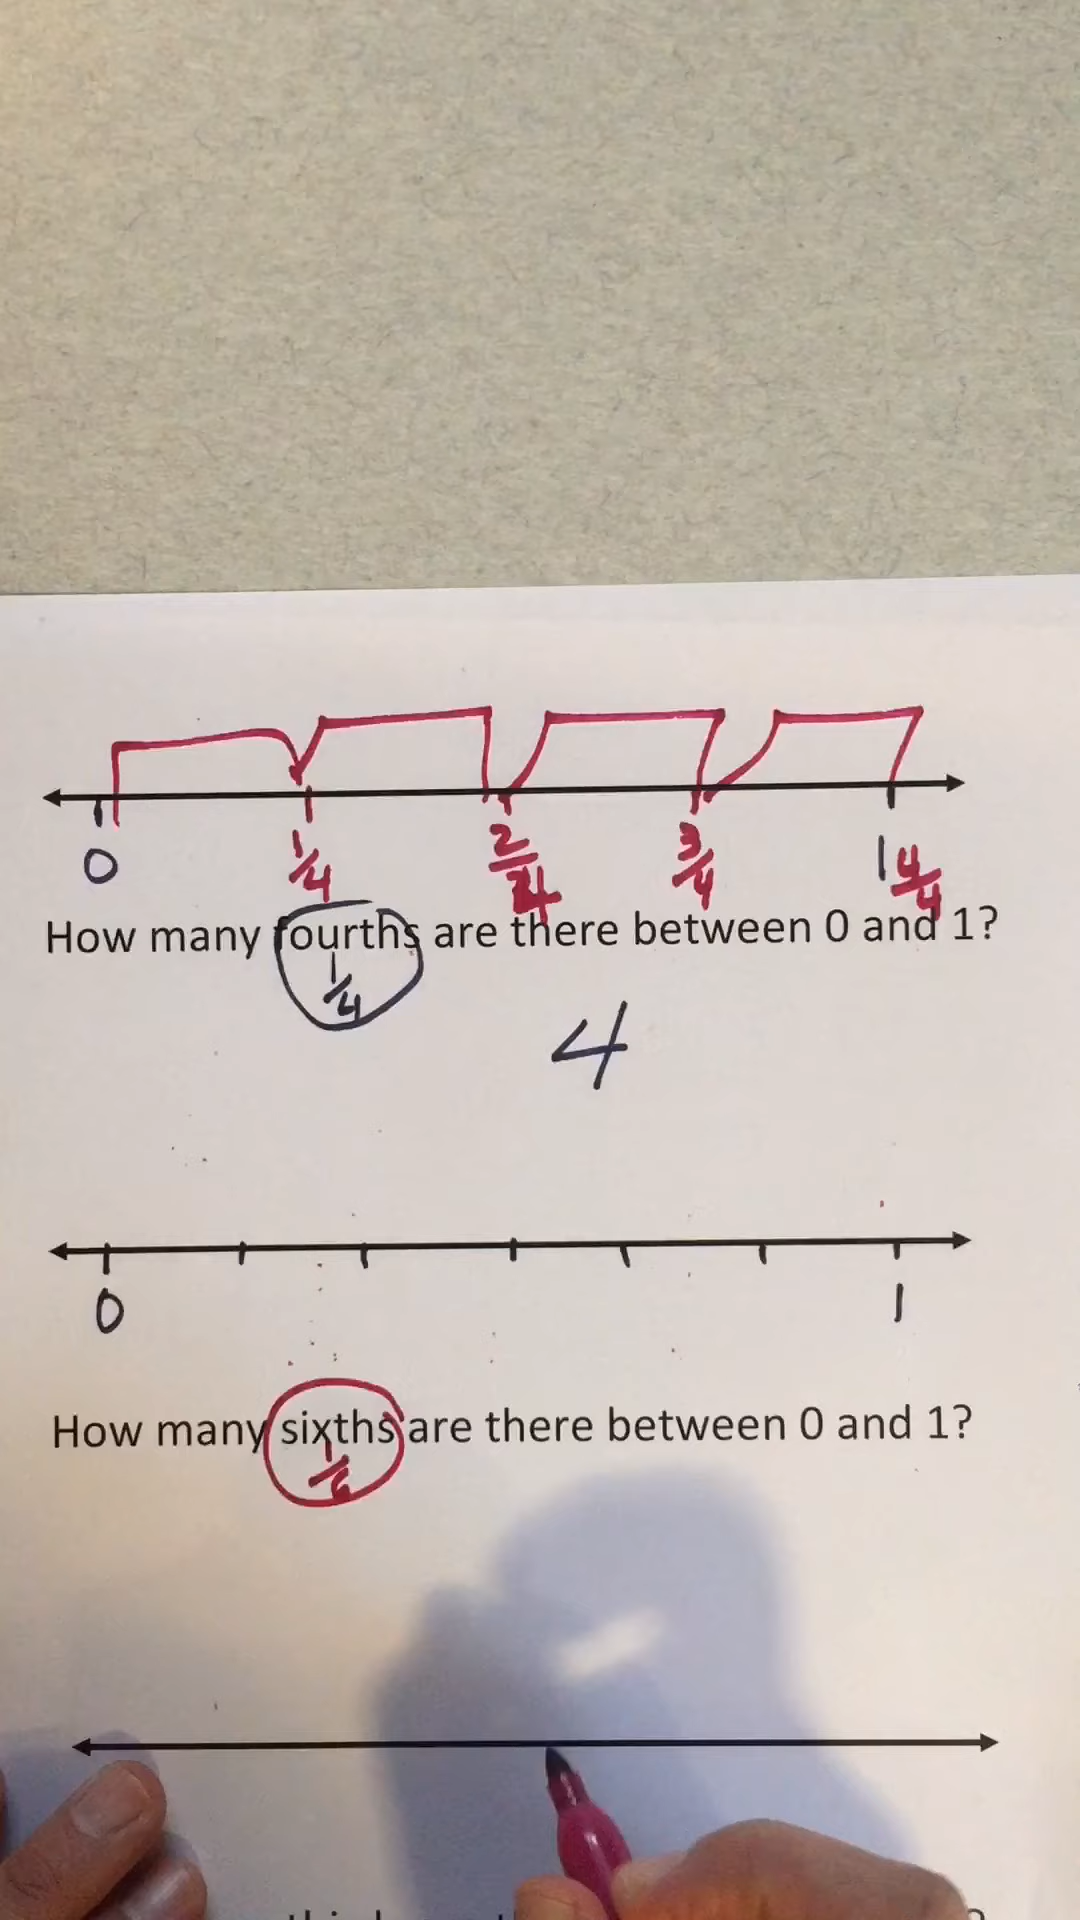 0 1/4 2/4 3/4 1 4/4
How many fourths are there between 0 and 1?
1/4
4
0 1
How many sixths are there between 0 and 1?
1/6